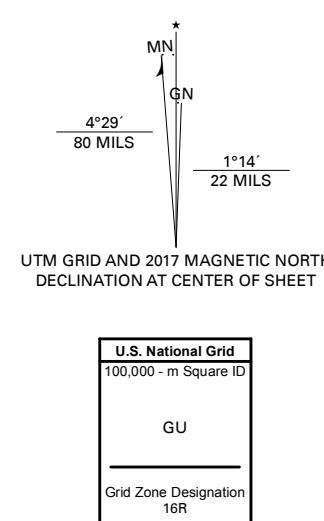 ★
MN
GN
4°29´
80 MILS
1°14´
22 MILS
UTM GRID AND 2017 MAGNETIC NORTH
DECLINATION AT CENTER OF SHEET
U.S. National Grid
100,000 - m Square ID
GU
Grid Zone Designation
16R